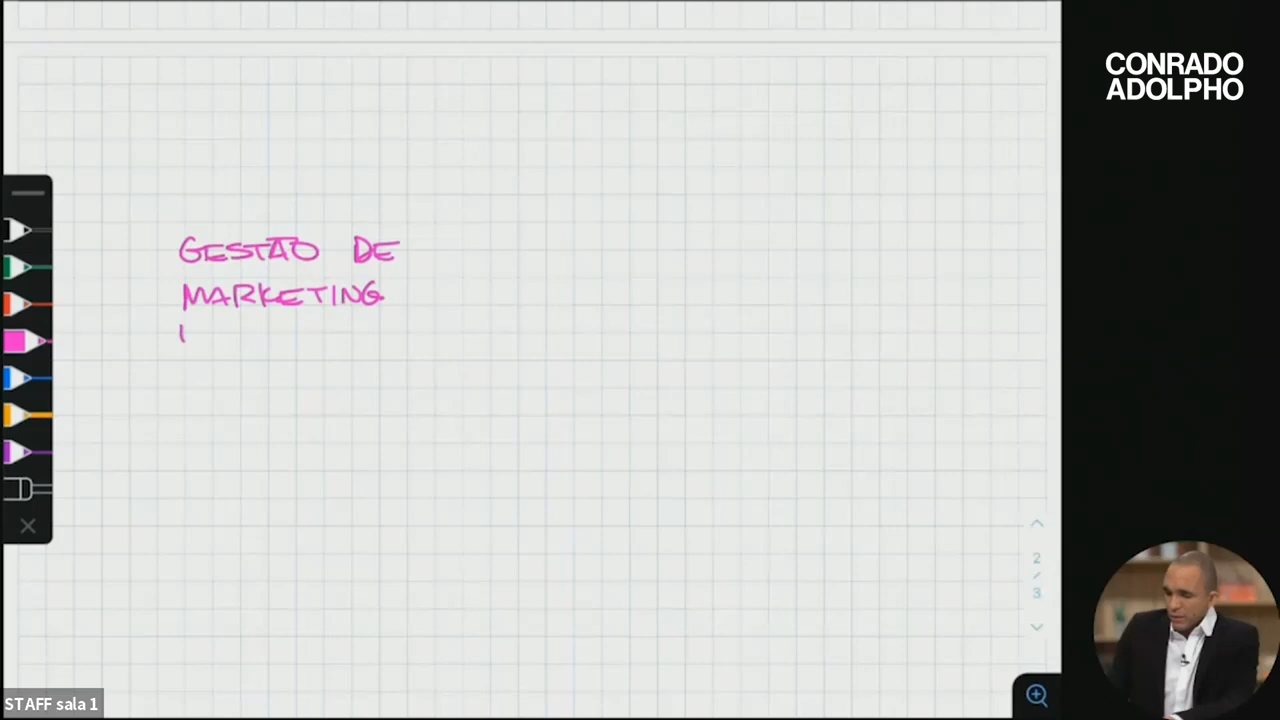 CONRADO
ADOLPHO
GESTÃO DE
MARKETING
2
/
3
STAFF sala 1